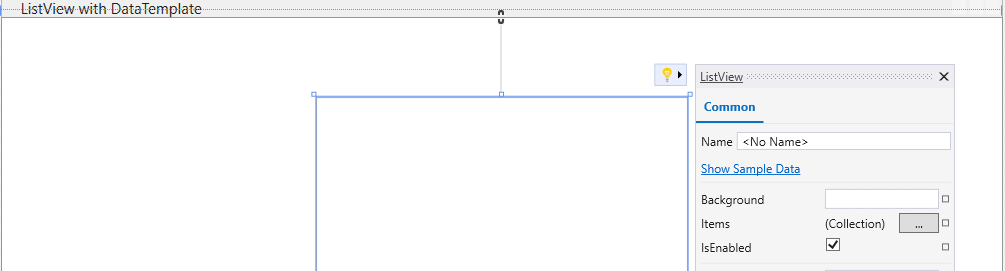 ListView with DataTemplate
ListView
Common
Name <No Name>
Show Sample Data
Background
Items (Collection) ...
IsEnabled